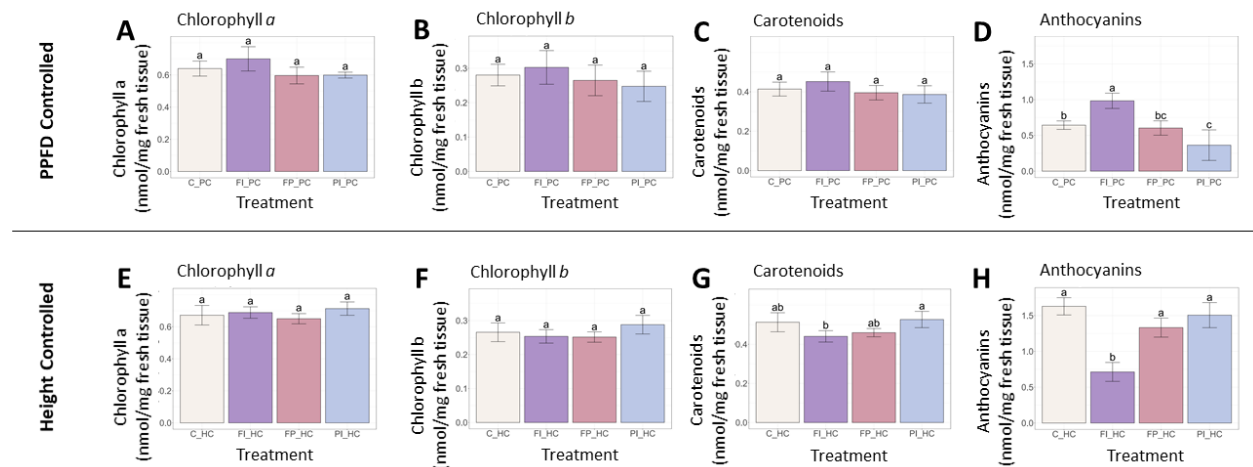 PPFD Controlled
A
Chlorophyll a
Chlorophyll a
(nmol/mg fresh tissue)
0.6
0.4
0.2
0.0
a
a
a
a
C_PC
FI_PC
FP_PC
PI_PC
Treatment
B
Chlorophyll b
Chlorophyll b
(nmol/mg fresh tissue)
0.3
0.2
0.1
0.0
a
a
a
a
C_PC
FI_PC
FP_PC
PI_PC
Treatment
C
Carotenoids
Carotenoids
(nmol/mg fresh tissue)
0.4
0.2
0.0
a
a
a
a
C_PC
FI_PC
FP_PC
PI_PC
Treatment
D
Anthocyanins
Anthocyanins
(nmol/mg fresh tissue)
1.5
1.0
0.5
0.0
b
a
bc
c
C_PC
FI_PC
FP_PC
PI_PC
Treatment
Height Controlled
E
Chlorophyll a
Chlorophyll a
(nmol/mg fresh tissue)
0.6
0.4
0.2
0.0
a
a
a
a
C_HC
FI_HC
FP_HC
PI_HC
Treatment
F
Chlorophyll b
Chlorophyll b
(nmol/mg fresh tissue)
0.3
0.2
0.1
0.0
a
a
a
a
C_HC
FI_HC
FP_HC
PI_HC
Treatment
G
Carotenoids
Carotenoids
(nmol/mg fresh tissue)
0.4
0.2
0.0
ab
b
ab
a
C_HC
FI_HC
FP_HC
PI_HC
Treatment
H
Anthocyanins
Anthocyanins
(nmol/mg fresh tissue)
1.5
1.0
0.5
0.0
a
b
a
a
C_HC
FI_HC
FP_HC
PI_HC
Treatment